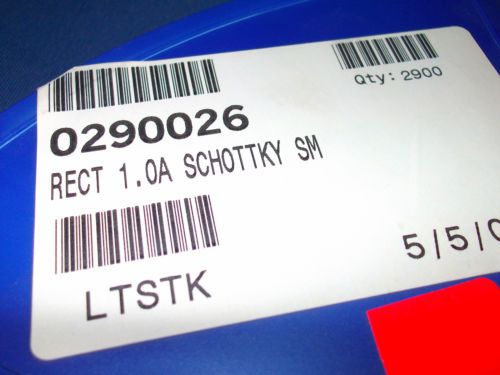 Qty: 2900
0290026
RECT 1.0A SCHOTTKY SM
LTSTK
5/5/0